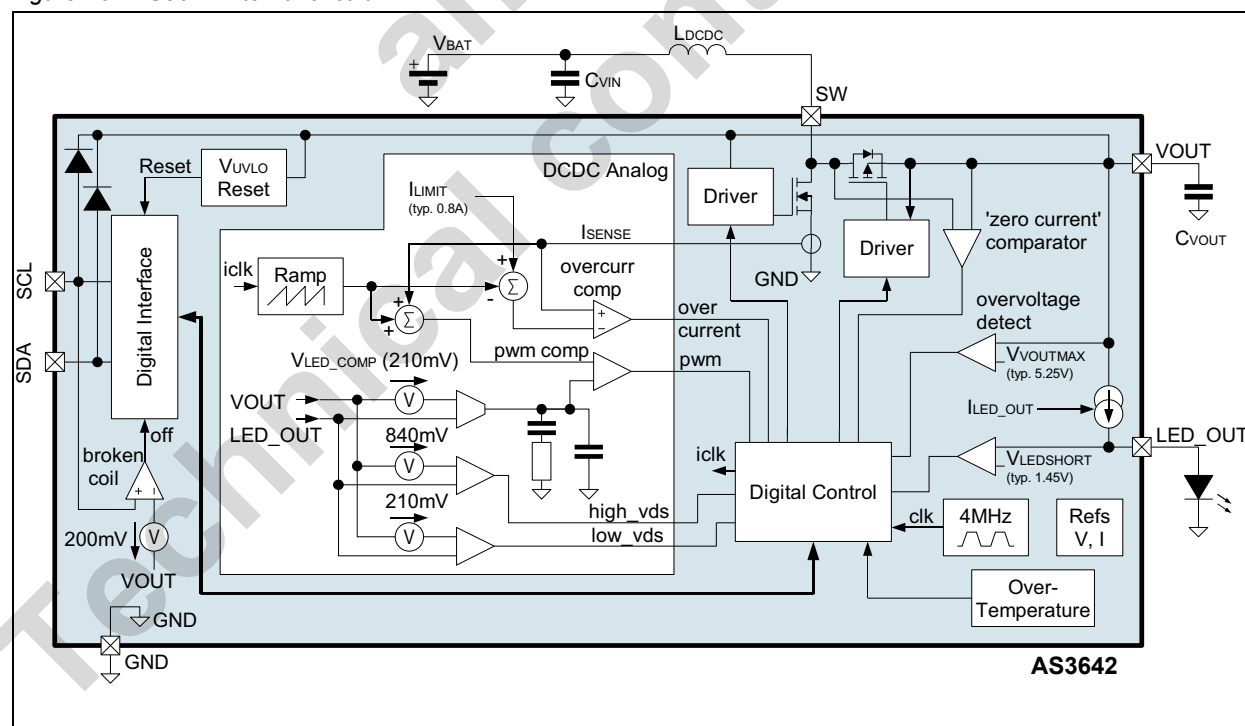 VBAT
LDCDC
+
CVIN
SW
Reset
VUVLO
Reset
DCDC Analog
ILIMIT
(typ. 0.8A)
Driver
VOUT
CVOUT
'zero current'
comparator
ISENSE
Driver
GND
SCL
iclk
Ramp
+
-
Σ
overcurr
comp
+
−
over
current
overvoltage
detect
+
+
Σ
Digital Interface
SDA
VLED_COMP (210mV)
pwm comp
pwm
VVOUTMAX
(typ. 5.25V)
V
VOUT
LED_OUT
ILED_OUT
LED_OUT
off
broken
coil
+
−
840mV
V
iclk
Digital Control
VLEDSHORT
(typ. 1.45V)
210mV
V
high_vds
low_vds
clk
4MHz
Refs
V, I
200mV
V
VOUT
Over-
Temperature
GND
GND
AS3642
Technical con